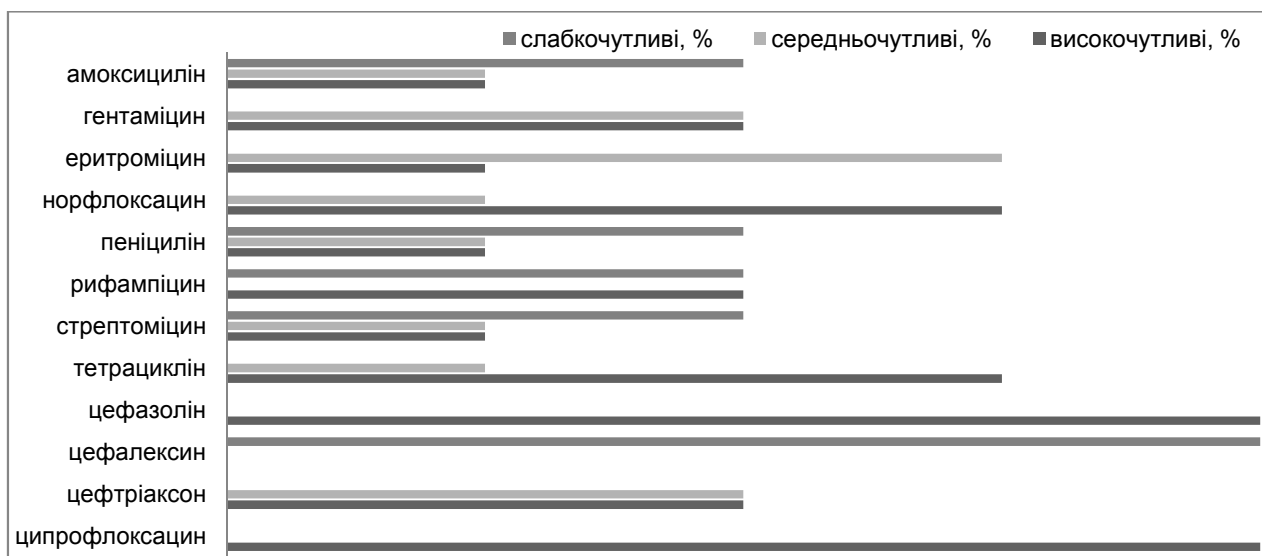 слабкочутливі, % середньочутливі, % високочутливі, %
амоксицилін
гентаміцин
еритроміцин
норфлоксацин
пеніцилін
рифампіцин
стрептоміцин
тетрациклін
цефазолін
цефалексин
цефтріаксон
ципрофлоксацин